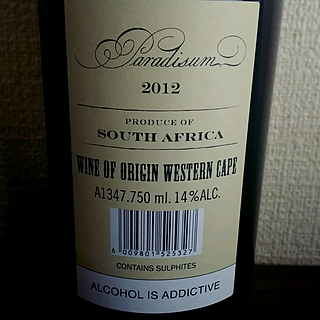 Paradisum
2012
PRODUCE OF
SOUTH AFRICA
WINE OF ORIGIN WESTERN CAPE
A1347.750 ml. 14%ALC.
6 009801 525327
CONTAINS SULPHITES
ALCOHOL IS ADDICTIVE